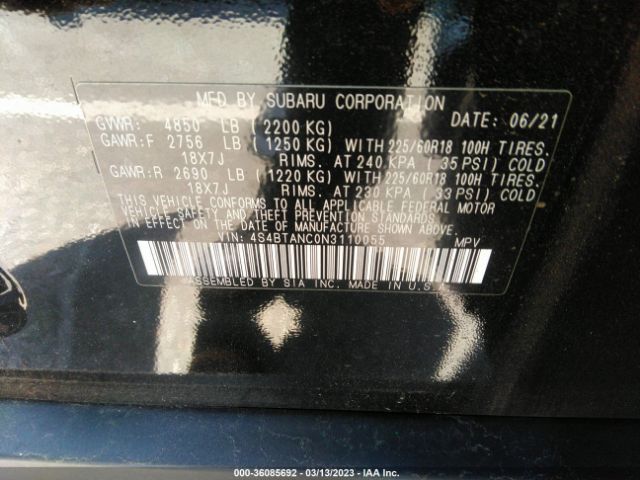 MFD BY SUBARU CORPORATION DATE: 06/21
GVWR: 4850 LB (2200 KG)
GAWR:F 2756 LB (1250 KG) WITH 225/60R18 100H TIRES.
18X7J RIMS. AT 240 KPA (35 PSI) COLD
GAWR:R 2690 LB (1220 KG) WITH 225/60R18 100H TIRES.
18X7J RIMS. AT 230 KPA (33 PSI) COLD
THIS VEHICLE CONFORMS TO ALL APPLICABLE FEDERAL MOTOR
VEHICLE SAFETY AND THEFT PREVENTION STANDARDS
IN EFFECT ON THE DATE OF MANUFACTURE SHOWN ABOVE.
VIN: 4S4BTANC0N3110055 MPV
ASSEMBLED BY SIA INC. MADE IN U.S.A
000-36085692 - 03/13/2023 - IAA Inc.